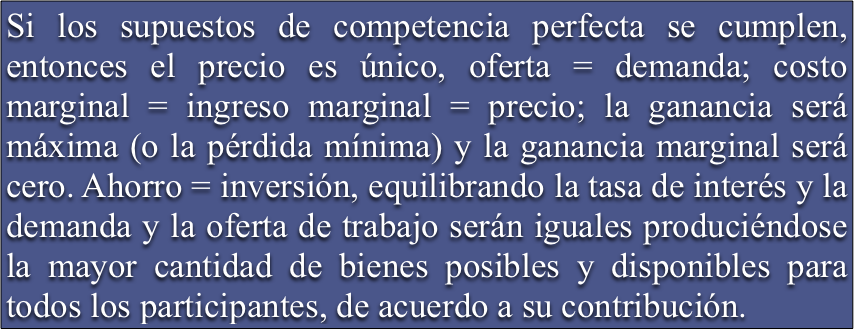 Si los supuestos de competencia perfecta se cumplen,
entonces el precio es único, oferta = demanda; costo
marginal = ingreso marginal = precio; la ganancia será
máxima (o la pérdida mínima) y la ganancia marginal será
cero. Ahorro = inversión, equilibrando la tasa de interés y la
demanda y la oferta de trabajo serán iguales produciéndose
la mayor cantidad de bienes posibles y disponibles para
todos los participantes, de acuerdo a su contribución.